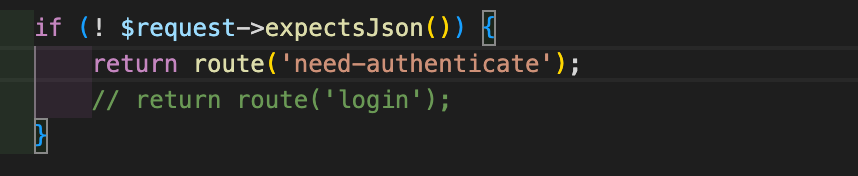 if (! $request->expectsJson()) {
return route('need-authenticate');
// return route('login');
}